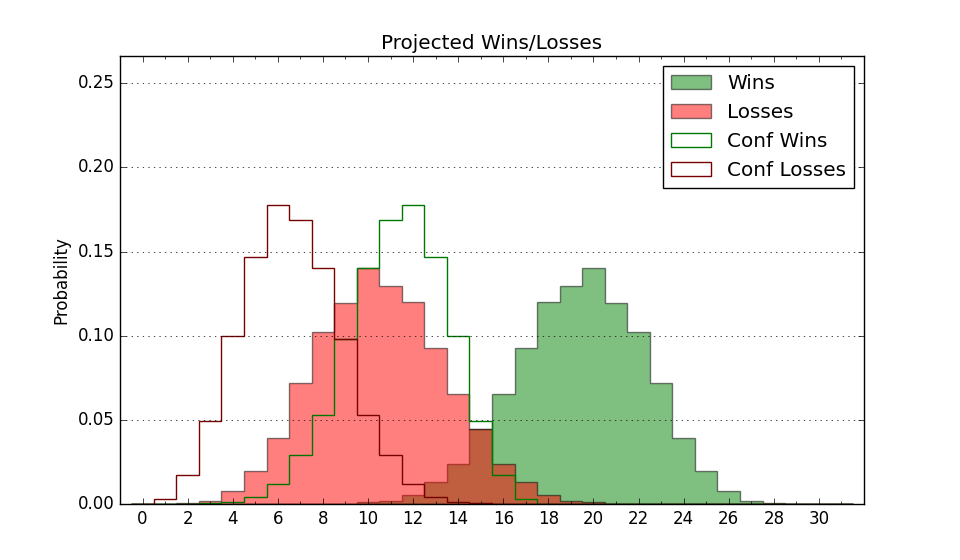 Projected Wins/Losses
0.25
0.20
0.15
0.10
0.05
0.00
Probability
Wins
Losses
Conf Wins
Conf Losses
0 2 4 6 8 10 12 14 16 18 20 22 24 26 28 30